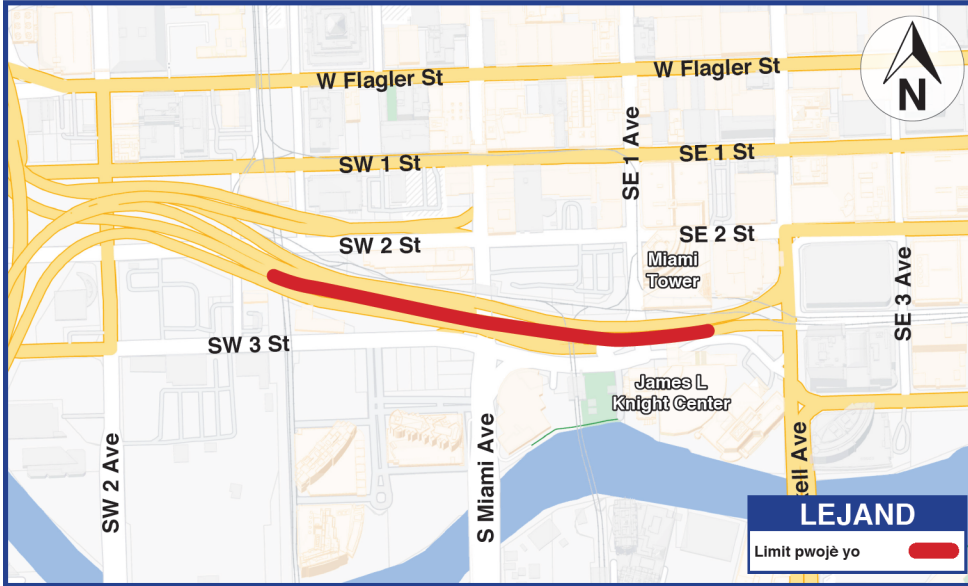 W Flagler St
W Flagler St
N
SE 1 Ave
SW 1 St
SE 1 St
SW 2 St
SE 2 St
Miami
Tower
SE 3 Ave
SW 3 St
James L
Knight Center
SW 2 Ave
S Miami Ave
Ave
LEJAND
Limit pwojè yo